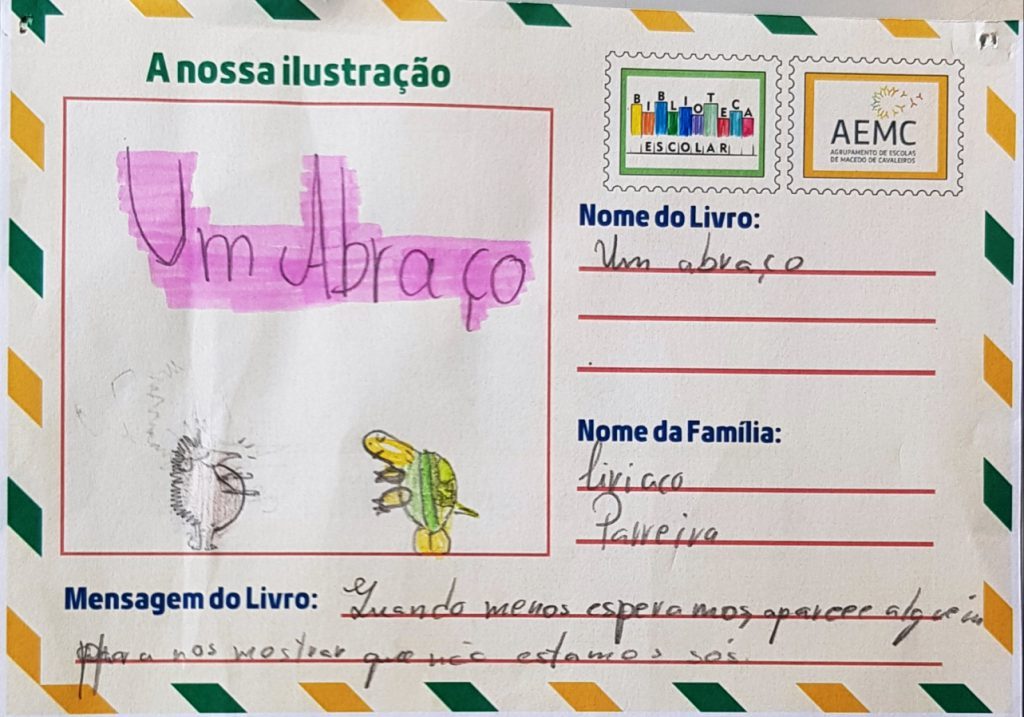 A nossa ilustração
Um Abraço
BIBLIOTECA
ESCOLAR
AEMC
AGRUPAMENTO DE ESCOLAS
DE MACEDO DE CAVALEIROS
Nome do Livro:
Um abraço
Nome da Família:
Ciriaco
Parreira
Mensagem do Livro: Quando menos esperamos, aparece alguém
para nos mostrar que não estamos sós.